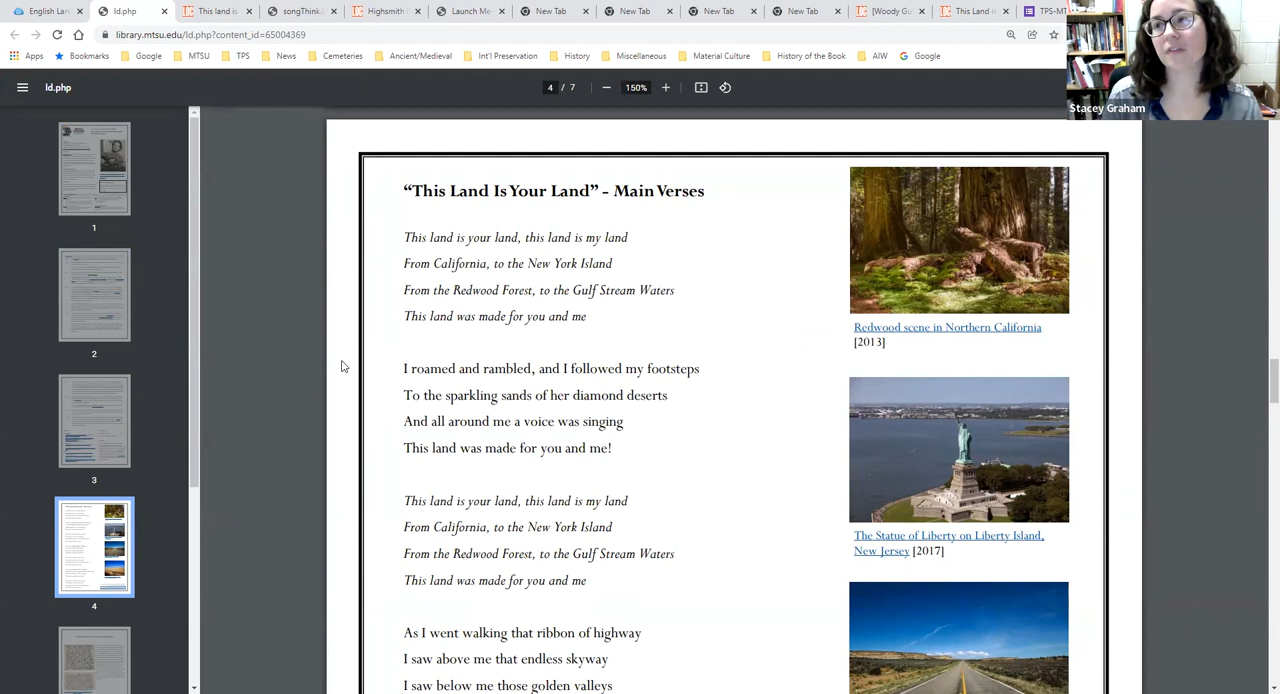 English Lan
ld.php
This land is
songThink
Highsmith
Launch Me
New Tab
New Tab
New Tab
New Tab
[Woody Gu
This Land is
TPS-MT
library.mtsu.edu/ld.php?content_id=65004369
Apps
Bookmarks
Google
MTSU
TPS
News
Cemeteries
Ancient/Medieval
Int'l Preservation
History
Miscellaneous
Material Culture
History of the Book
AIW
Google
ld.php
4 / 7
150%
Stacey Graham
1
2
3
4
“This Land Is Your Land” – Main Verses
This land is your land, this land is my land
From California, to the New York Island
From the Redwood Forest, to the Gulf Stream Waters
This land was made for you and me
I roamed and rambled, and I followed my footsteps
To the sparkling sands of her diamond deserts
And all around me a voice was singing
This land was made for you and me!
This land is your land, this land is my land
From California, to the New York Island
From the Redwood Forest, to the Gulf Stream Waters
This land was made for you and me
As I went walking that ribbon of highway
I saw above me that endless skyway
I saw below me those golden valleys
Redwood scene in Northern California
[2013]
The Statue of Liberty on Liberty Island,
New Jersey [2017]